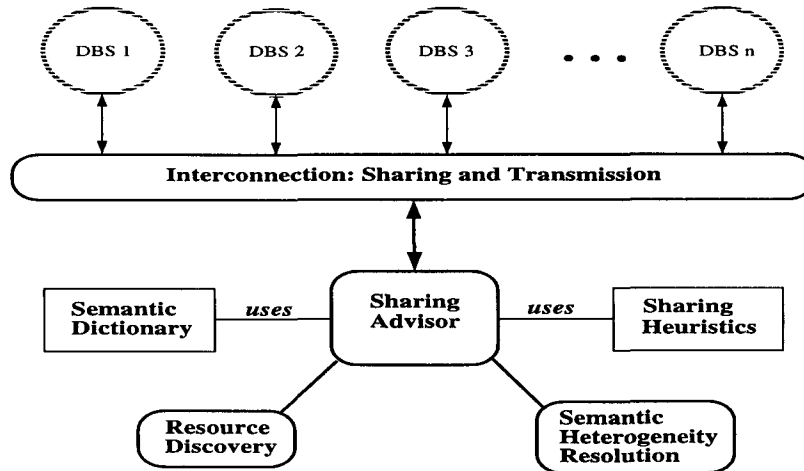 DBS 1
DBS 2
DBS 3
• • •
DBS n
Interconnection: Sharing and Transmission
Semantic
Dictionary
uses
Sharing
Advisor
uses
Sharing
Heuristics
Resource
Discovery
Semantic
Heterogeneity
Resolution